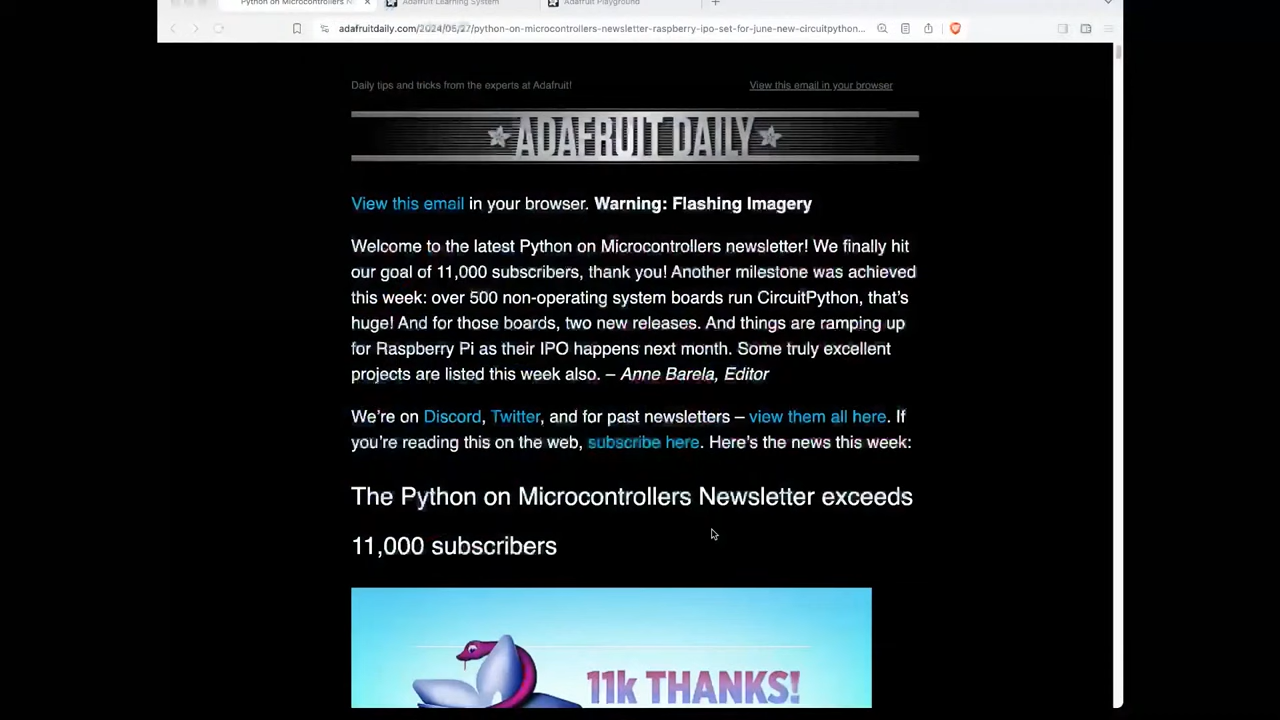 Python on Microcontrollers N
Adafruit Learning System
Adafruit Playground
adafruitdaily.com/2024/05/27/python-on-microcontrollers-newsletter-raspberry-ipo-set-for-june-new-circuitpython...
Daily tips and tricks from the experts at Adafruit!
View this email in your browser
ADAFRUIT DAILY
View this email in your browser. Warning: Flashing Imagery
Welcome to the latest Python on Microcontrollers newsletter! We finally hit
our goal of 11,000 subscribers, thank you! Another milestone was achieved
this week: over 500 non-operating system boards run CircuitPython, that's
huge! And for those boards, two new releases. And things are ramping up
for Raspberry Pi as their IPO happens next month. Some truly excellent
projects are listed this week also. – Anne Barela, Editor
We're on Discord, Twitter, and for past newsletters – view them all here. If
you're reading this on the web, subscribe here. Here's the news this week:
The Python on Microcontrollers Newsletter exceeds
11,000 subscribers
11k THANKS!